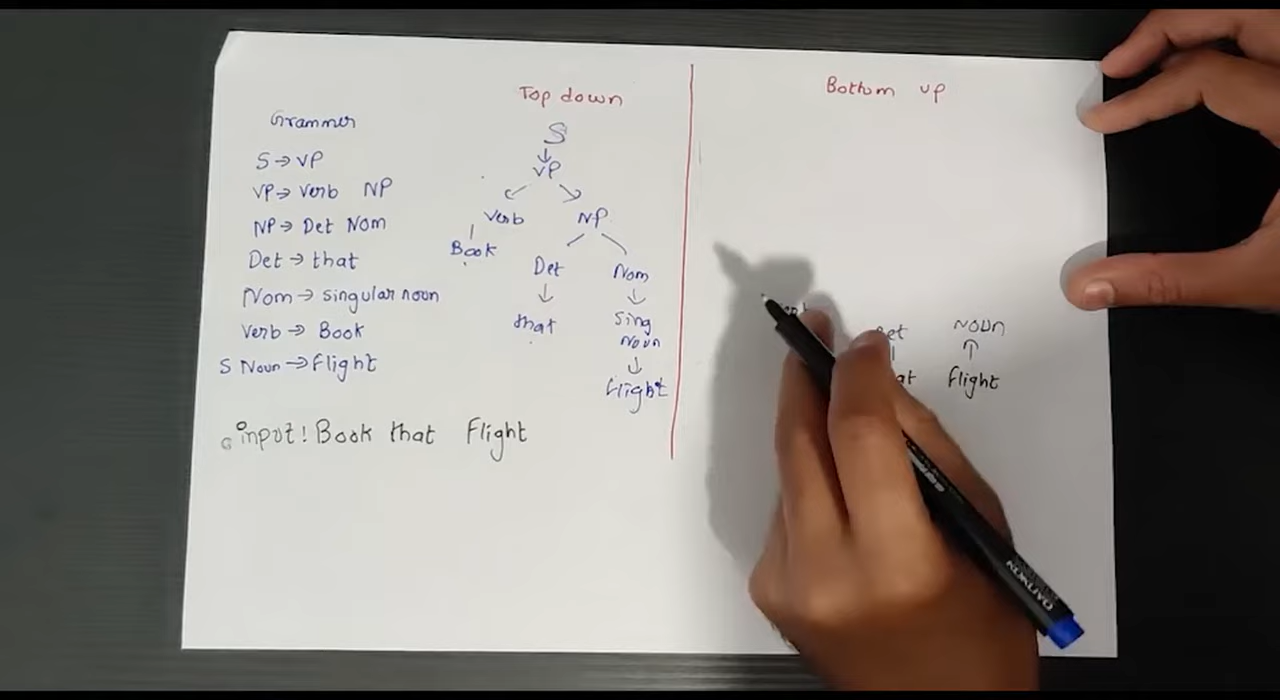 Grammer
S → VP
VP → Verb NP
NP → Det Nom
Det → that
Nom → singular noun
Verb → Book
S Noun → Flight
input! Book that Flight
Top down
S
VP
Verb NP
Book
Det Nom
that
Sing
Noun
Flight
Bottom up
Noun
Flight